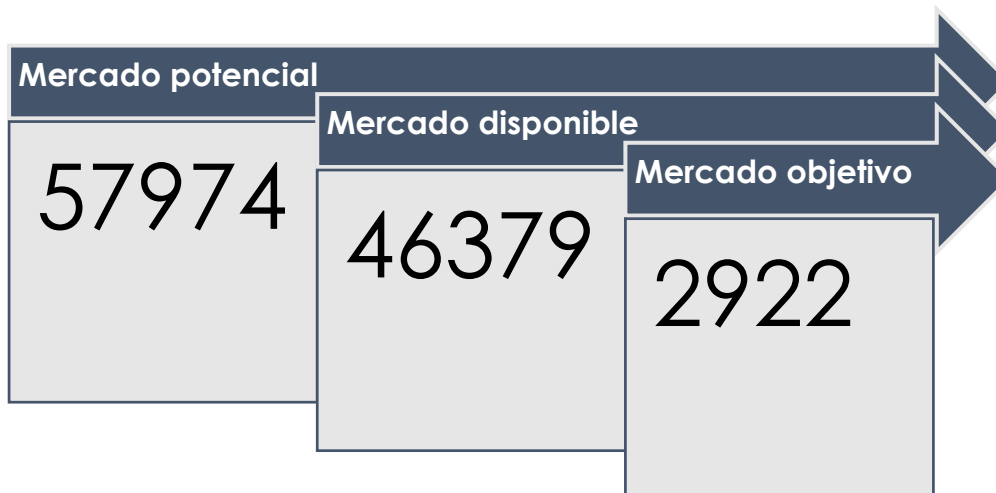 Mercado potencial
57974
Mercado disponible
46379
Mercado objetivo
2922